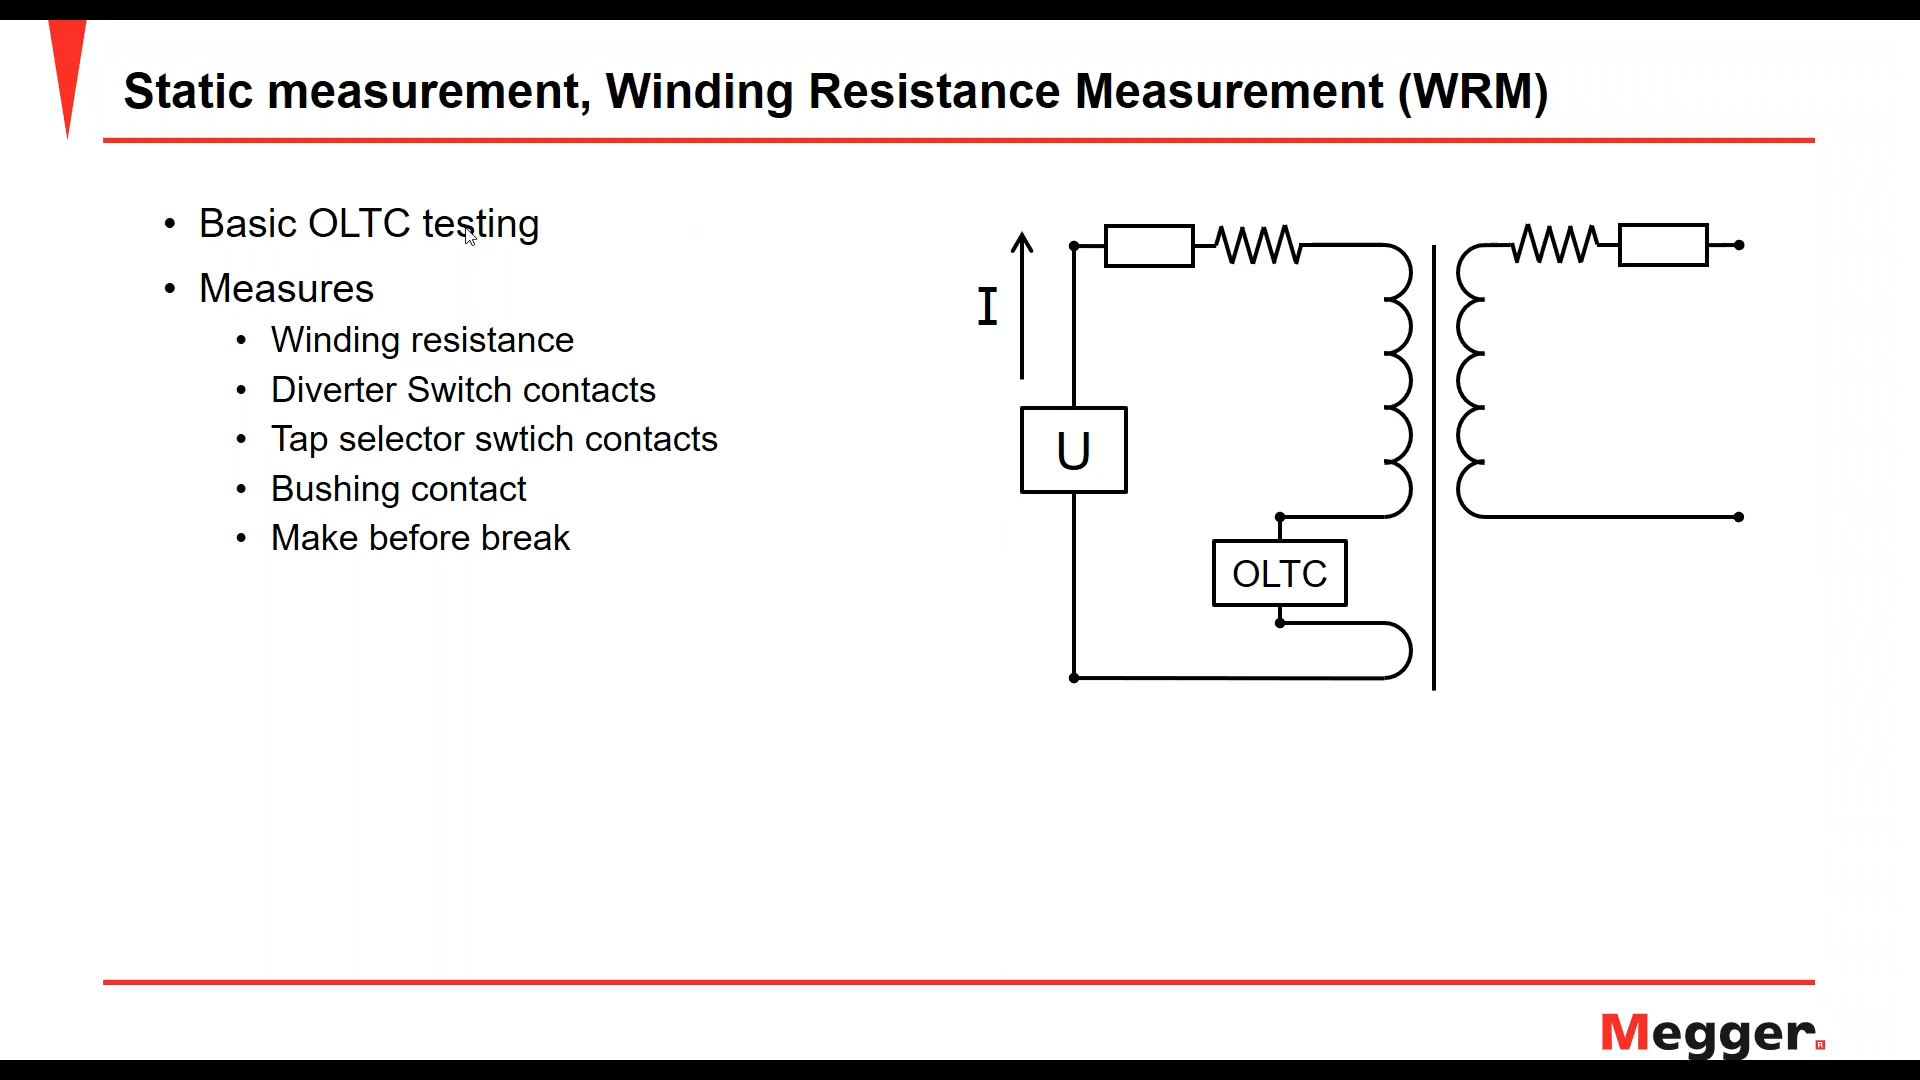 Static measurement, Winding Resistance Measurement (WRM)
• Basic OLTC testing
• Measures
• Winding resistance
• Diverter Switch contacts
• Tap selector swtich contacts
• Bushing contact
• Make before break
I
U
OLTC
Megger.